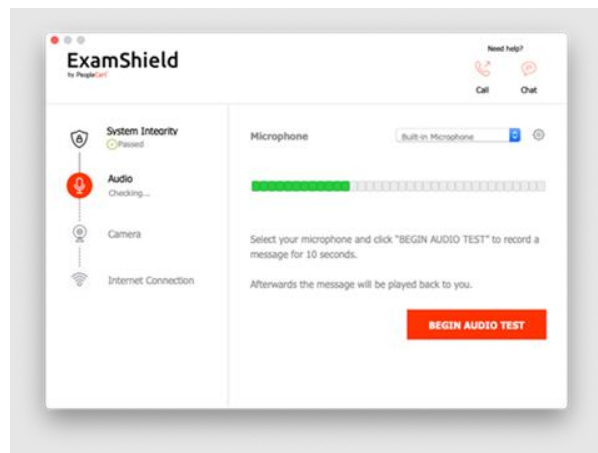 ExamShield
by PeopleCert
Need help?
Call
Chat
System Integrity
Passed
Audio
Checking...
Camera
Internet Connection
Microphone
Built-in Microphone
Select your microphone and click "BEGIN AUDIO TEST" to record a
message for 10 seconds.
Afterwards the message will be played back to you.
BEGIN AUDIO TEST